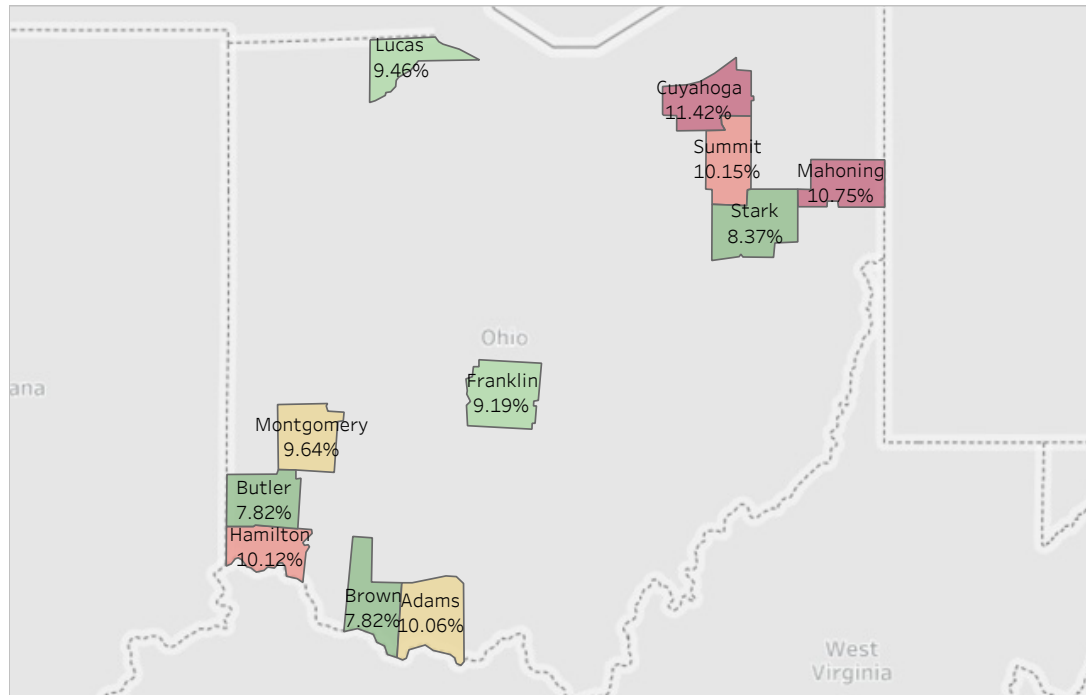 Lucas
9.46%
Cuyahoga
11.42%
Summit
10.15%
Mahoning
10.75%
Stark
8.37%
Ohio
ana
Franklin
9.19%
Montgomery
9.64%
Butler
7.82%
Hamilton
10.12%
Brown
7.82%
Adams
10.06%
West
Virginia